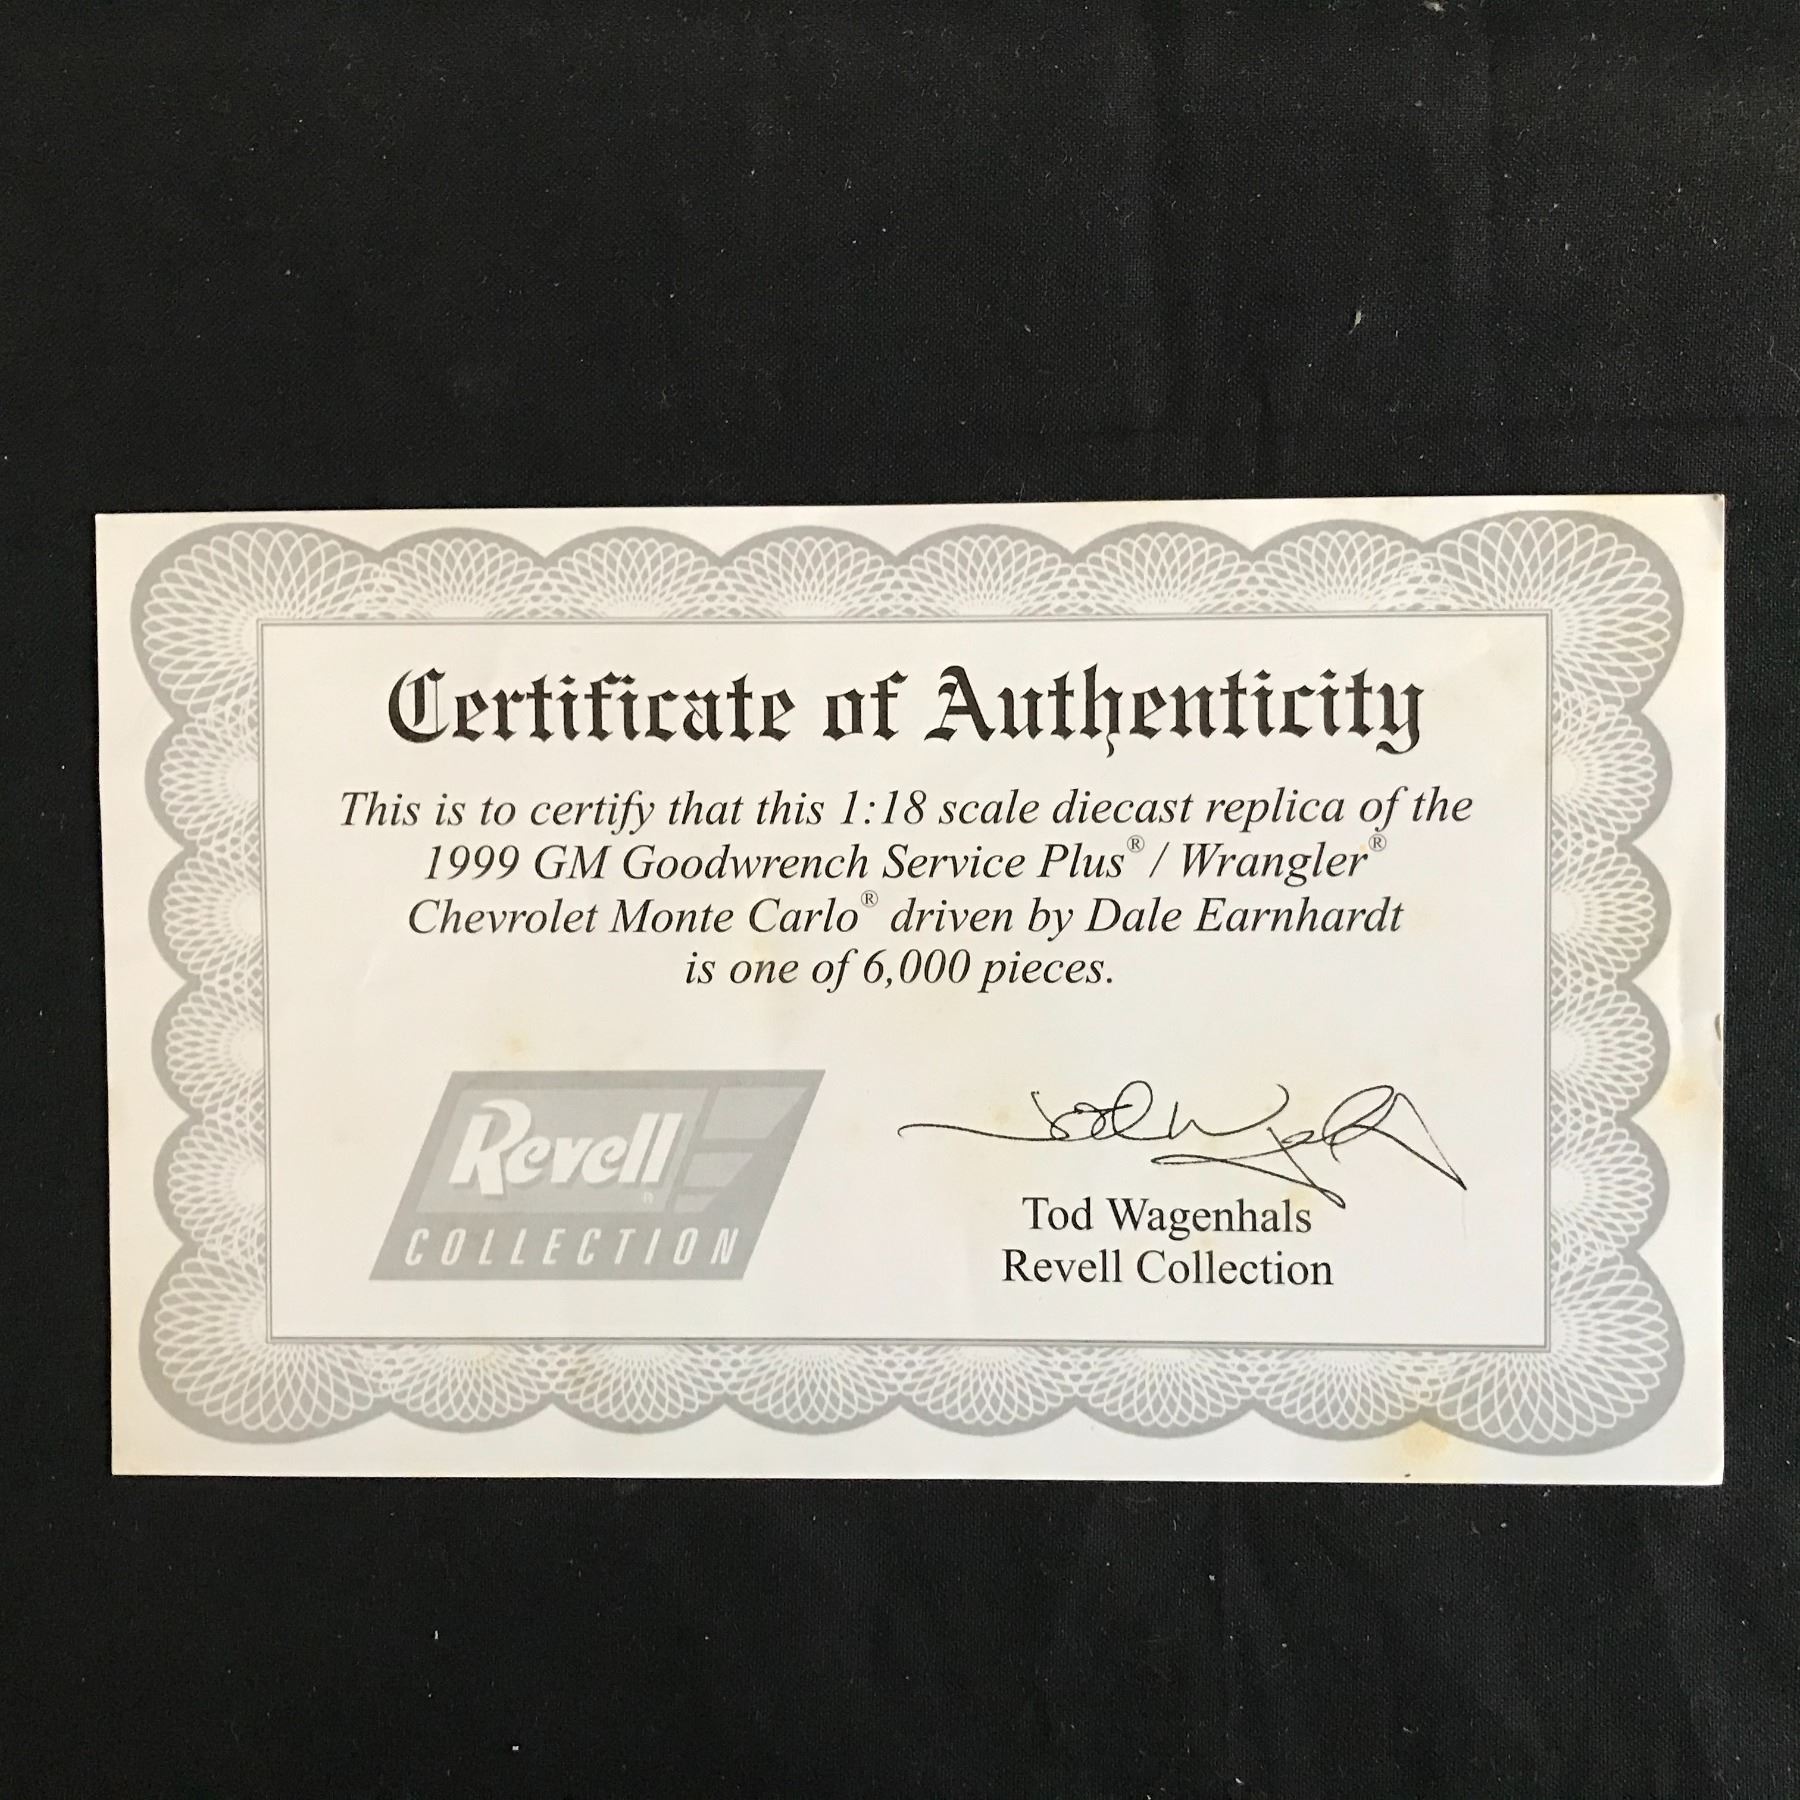 Certificate of Authenticity
This is to certify that this 1:18 scale diecast replica of the
1999 GM Goodwrench Service Plus® / Wrangler®
Chevrolet Monte Carlo® driven by Dale Earnhardt
is one of 6,000 pieces.
Revell®
COLLECTION
Tod Wagenhals
Revell Collection